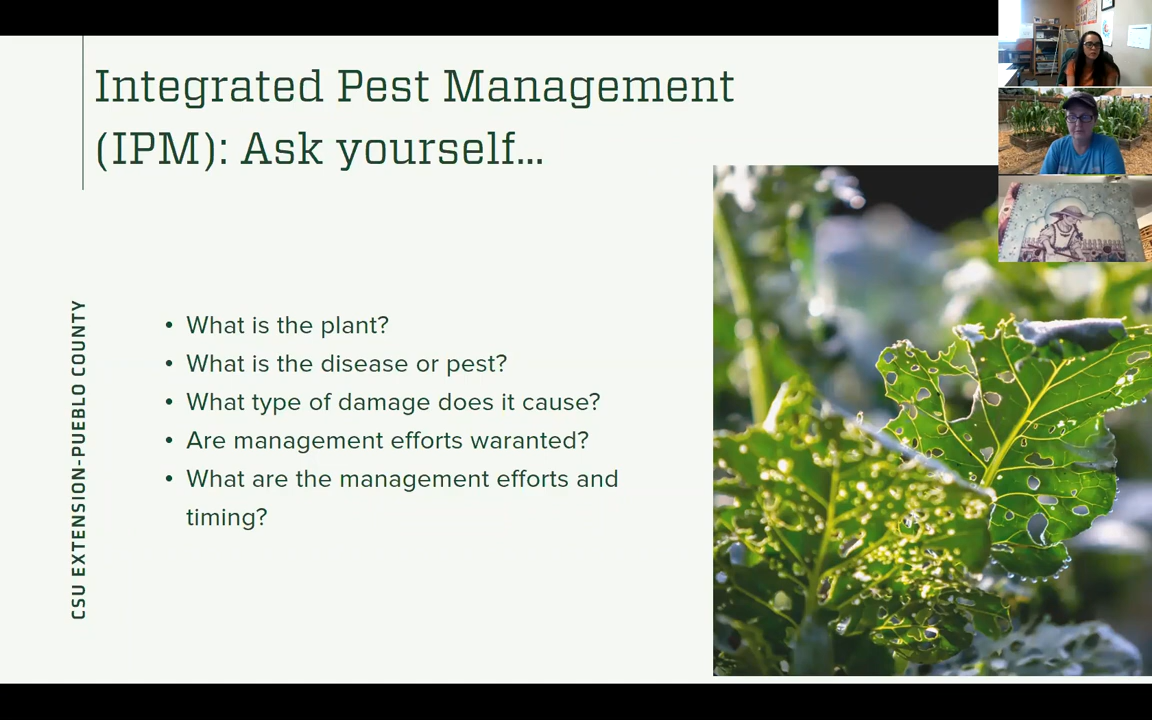 Integrated Pest Management
(IPM): Ask yourself...
CSU EXTENSION-PUEBLO COUNTY
• What is the plant?
• What is the disease or pest?
• What type of damage does it cause?
• Are management efforts waranted?
• What are the management efforts and
timing?